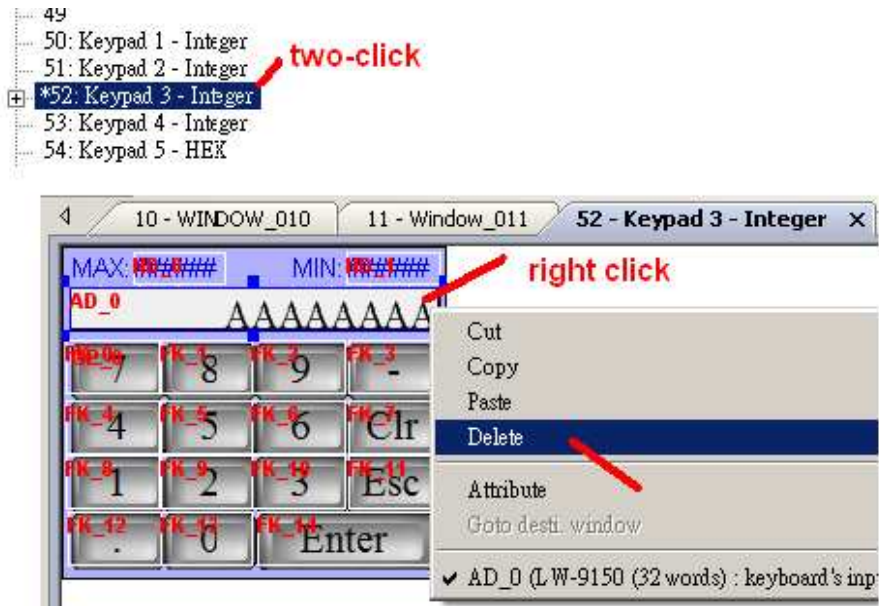 49
50: Keypad 1 - Integer
two-click
51: Keypad 2 - Integer
*52: Keypad 3 - Integer
53: Keypad 4 - Integer
54: Keypad 5 - HEX
10 - WINDOW_010 11 - Window_011 52 - Keypad 3 - Integer
MAX: MIN:
right click
AD_0
AAAAAAAA
Cut
Copy
Paste
Delete
Attribute
Goto desti. window
AD_0 (LW-9150 (32 words) : keyboard's inp
FK_1 FK_2 FK_3
7 8 9 -
FK_4 FK_5 FK_6 FK_7
4 5 6 Clr
FK_8 FK_9 FK_10 FK_11
1 2 3 Esc
FK_12 FK_13 FK_14
. 0 Enter